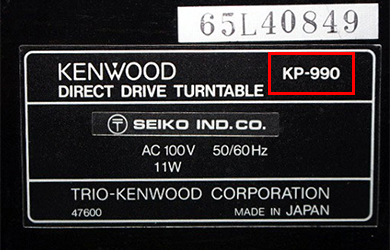 65L40849
KENWOOD KP-990
DIRECT DRIVE TURNTABLE
〒 SEIKO IND.CO.
AC 100V 50/60Hz
11W
TRIO-KENWOOD CORPORATION
47600 MADE IN JAPAN